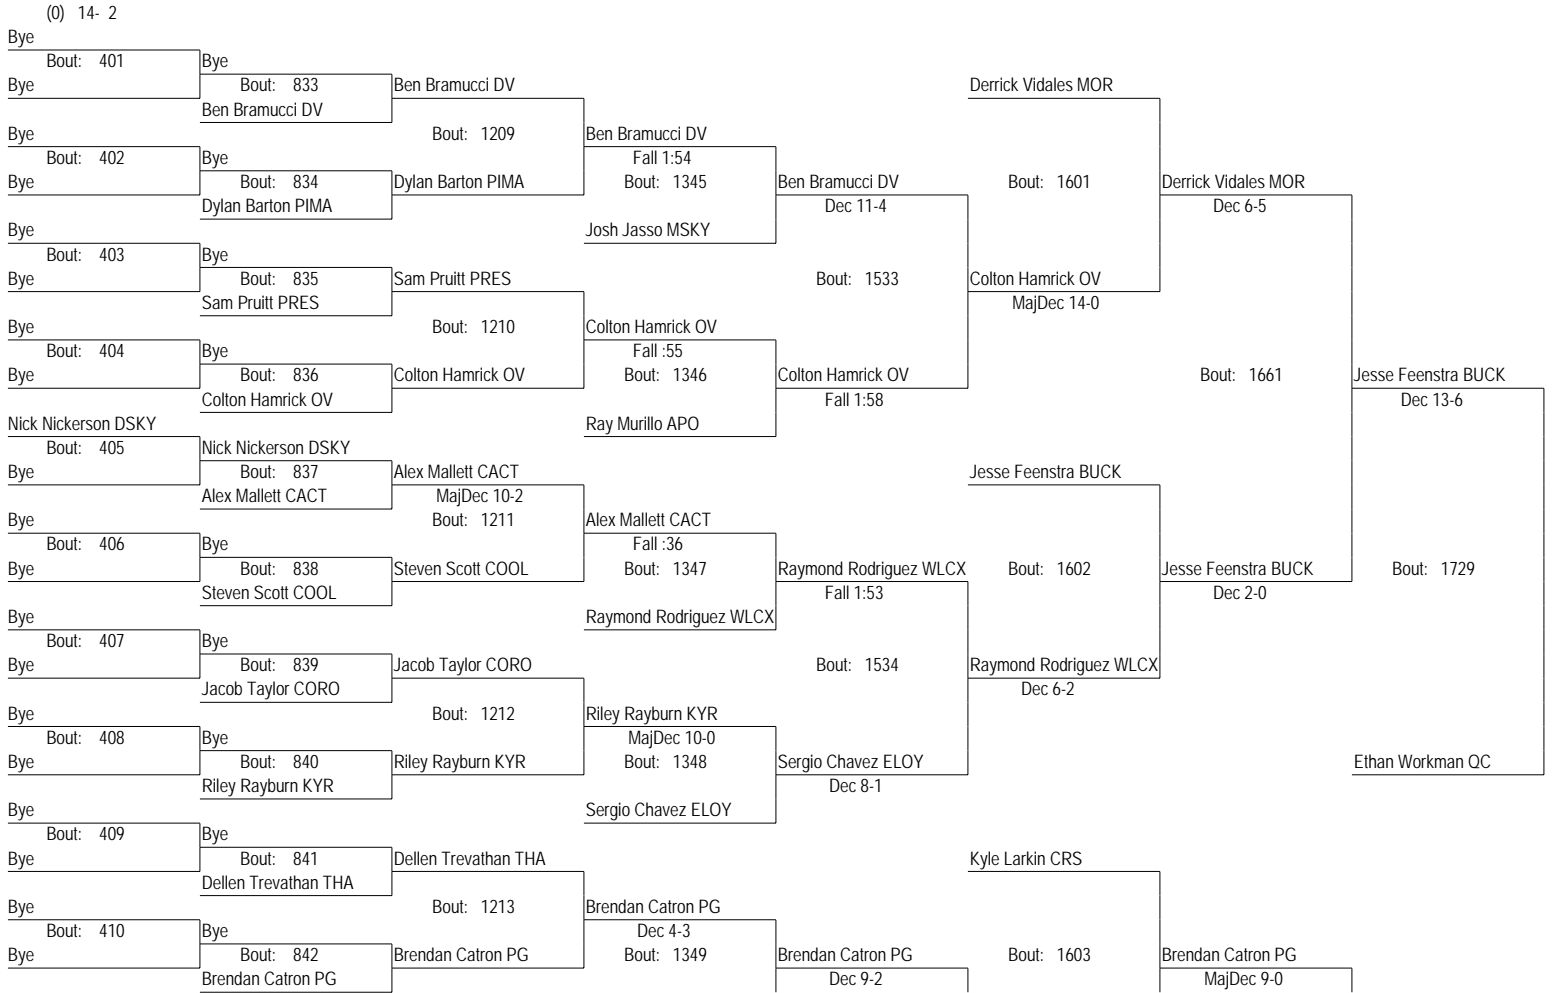 (0) 14- 2
Bye
Bout: 401 Bye
Bye Bout: 833 Ben Bramucci DV Derrick Vidales MOR
Ben Bramucci DV
Bye Bout: 1209 Ben Bramucci DV
Bout: 402 Bye Fall 1:54
Bye Bout: 834 Dylan Barton PIMA Bout: 1345 Ben Bramucci DV Bout: 1601 Derrick Vidales MOR
Dylan Barton PIMA Dec 11-4 Dec 6-5
Bye Josh Jasso MSKY
Bout: 403 Bye
Bye Bout: 835 Sam Pruitt PRES Bout: 1533 Colton Hamrick OV
Sam Pruitt PRES MajDec 14-0
Bye Bout: 1210 Colton Hamrick OV
Bout: 404 Bye Fall :55
Bye Bout: 836 Colton Hamrick OV Bout: 1346 Colton Hamrick OV Bout: 1661 Jesse Feenstra BUCK
Colton Hamrick OV Fall 1:58 Dec 13-6
Nick Nickerson DSKY Ray Murillo APO
Bout: 405 Nick Nickerson DSKY
Bye Bout: 837 Alex Mallett CACT Jesse Feenstra BUCK
Alex Mallett CACT MajDec 10-2
Bye Bout: 1211 Alex Mallett CACT
Bout: 406 Bye Fall :36
Bye Bout: 838 Steven Scott COOL Bout: 1347 Raymond Rodriguez WLCX Bout: 1602 Jesse Feenstra BUCK Bout: 1729
Steven Scott COOL Fall 1:53 Dec 2-0
Bye Raymond Rodriguez WLCX
Bout: 407 Bye
Bye Bout: 839 Jacob Taylor CORO Bout: 1534 Raymond Rodriguez WLCX
Jacob Taylor CORO Dec 6-2
Bye Bout: 1212 Riley Rayburn KYR
Bout: 408 Bye MajDec 10-0
Bye Bout: 840 Riley Rayburn KYR Bout: 1348 Sergio Chavez ELOY Ethan Workman QC
Riley Rayburn KYR Dec 8-1
Bye Sergio Chavez ELOY
Bout: 409 Bye
Bye Bout: 841 Dellen Trevathan THA Kyle Larkin CRS
Dellen Trevathan THA
Bye Bout: 1213 Brendan Catron PG
Bout: 410 Bye Dec 4-3
Bye Bout: 842 Brendan Catron PG Bout: 1349 Brendan Catron PG Bout: 1603 Brendan Catron PG
Brendan Catron PG Dec 9-2 MajDec 9-0